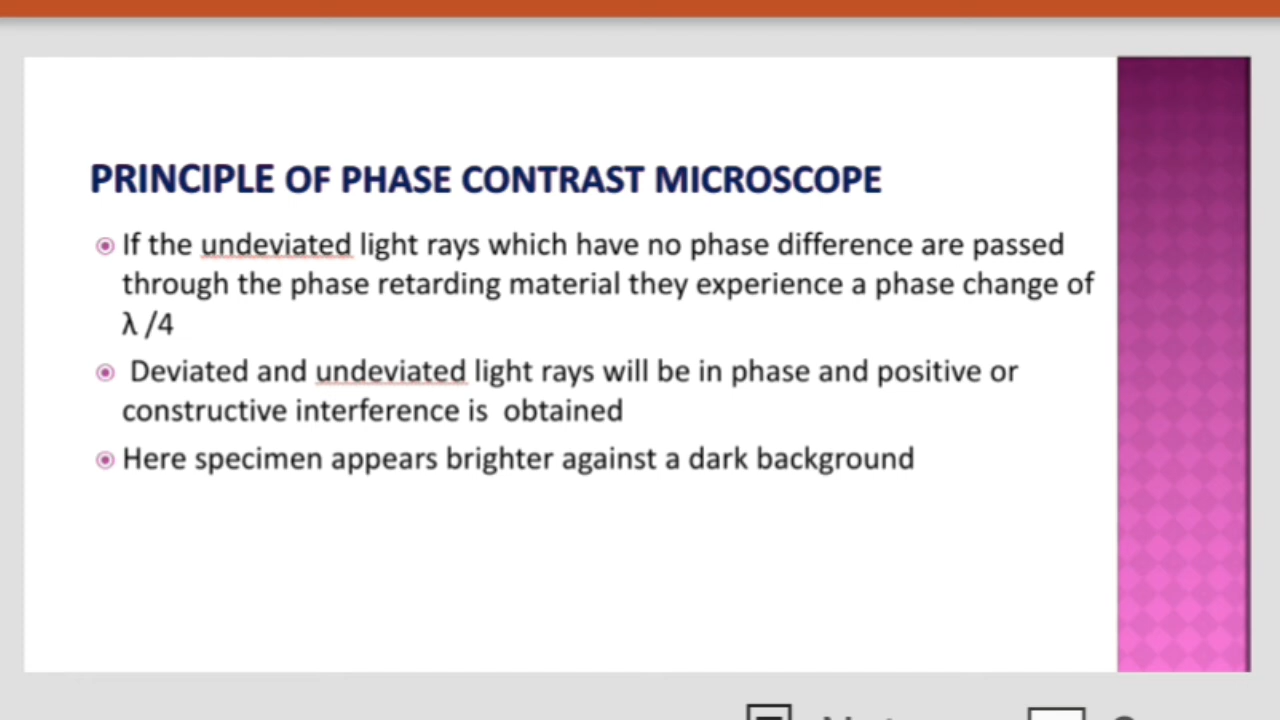 PRINCIPLE OF PHASE CONTRAST MICROSCOPE
If the undeviated light rays which have no phase difference are passed
through the phase retarding material they experience a phase change of
λ /4
Deviated and undeviated light rays will be in phase and positive or
constructive interference is obtained
Here specimen appears brighter against a dark background